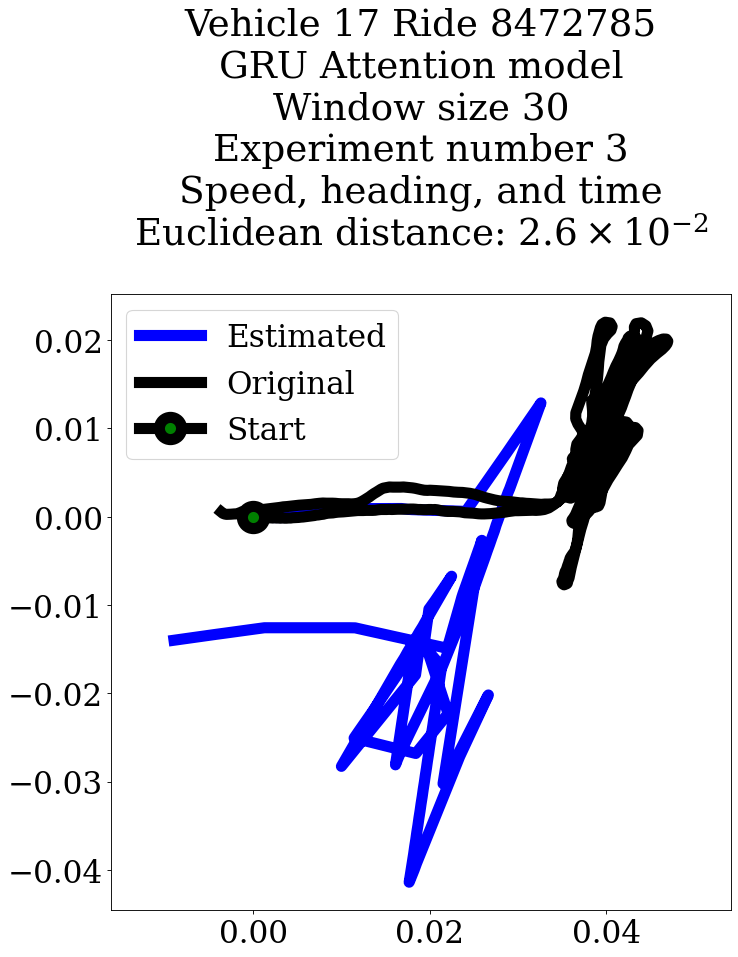 Vehicle 17 Ride 8472785
GRU Attention model
Window size 30
Experiment number 3
Speed, heading, and time
Euclidean distance: 2.6 × 10⁻²
Estimated
Original
Start
0.02
0.01
0.00
−0.01
−0.02
−0.03
−0.04
0.00 0.02 0.04